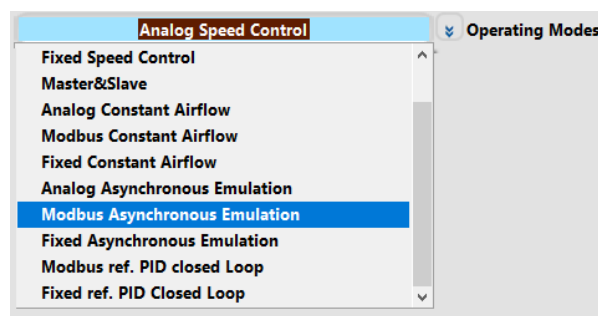 Analog Speed Control
Operating Modes
Fixed Speed Control
Master&Slave
Analog Constant Airflow
Modbus Constant Airflow
Fixed Constant Airflow
Analog Asynchronous Emulation
Modbus Asynchronous Emulation
Fixed Asynchronous Emulation
Modbus ref. PID closed Loop
Fixed ref. PID Closed Loop